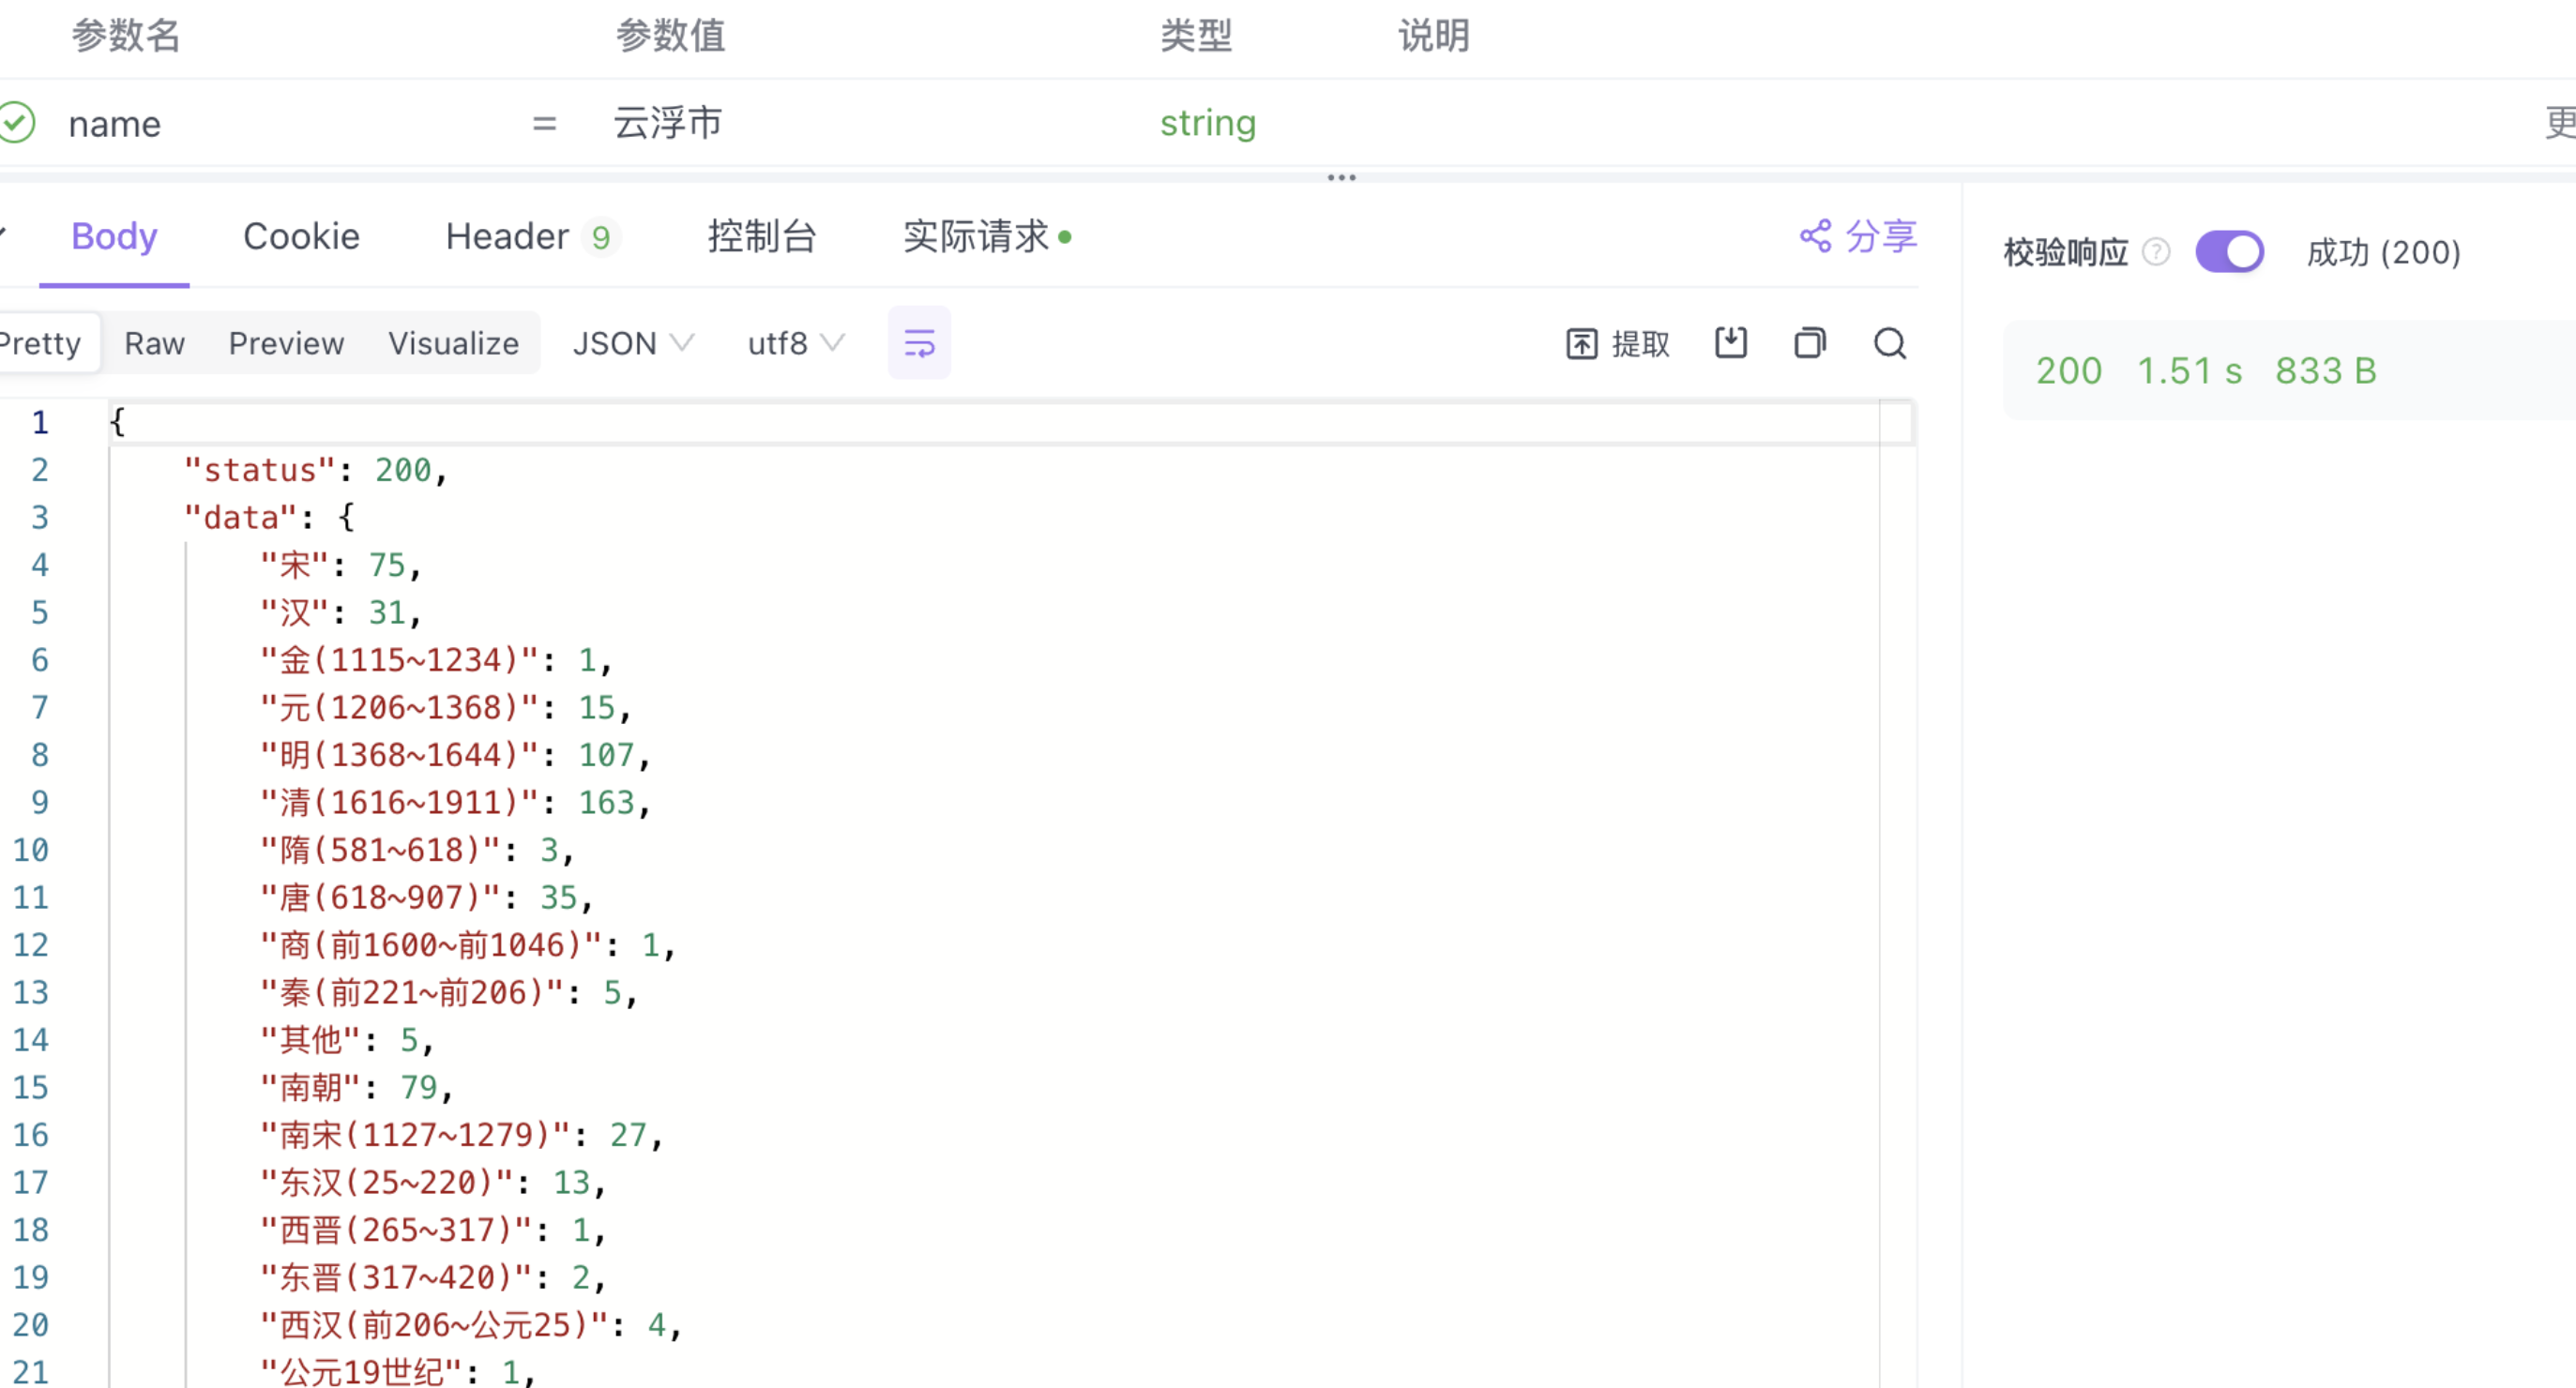 参数名 参数值 类型 说明
name = 云浮市 string 更
Body Cookie Header 9 控制台 实际请求 分享
校验响应 ? 成功 (200)
Pretty Raw Preview Visualize JSON utf8 提取
200 1.51 s 833 B
1 {
2 "status": 200,
3 "data": {
4 "宋": 75,
5 "汉": 31,
6 "金(1115~1234)": 1,
7 "元(1206~1368)": 15,
8 "明(1368~1644)": 107,
9 "清(1616~1911)": 163,
10 "隋(581~618)": 3,
11 "唐(618~907)": 35,
12 "商(前1600~前1046)": 1,
13 "秦(前221~前206)": 5,
14 "其他": 5,
15 "南朝": 79,
16 "南宋(1127~1279)": 27,
17 "东汉(25~220)": 13,
18 "西晋(265~317)": 1,
19 "东晋(317~420)": 2,
20 "西汉(前206~公元25)": 4,
21 "公元19世纪": 1,